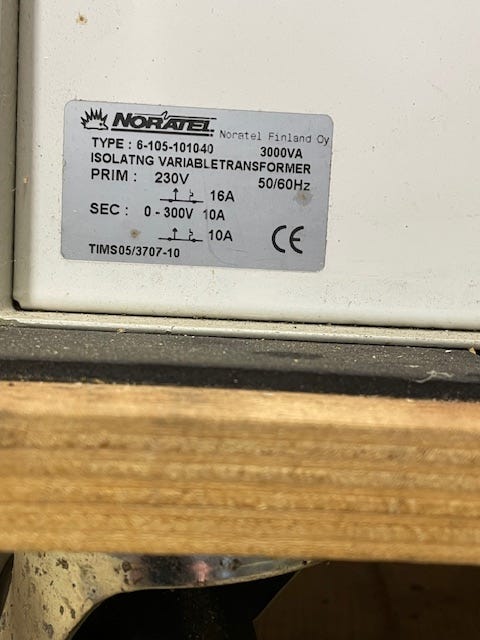 NORATEL Noratel Finland Oy
TYPE : 6-105-101040 3000VA
ISOLATNG VARIABLETRANSFORMER
PRIM : 230V 50/60Hz
16A
SEC : 0 - 300V 10A
10A
CE
TIMS05/3707-10